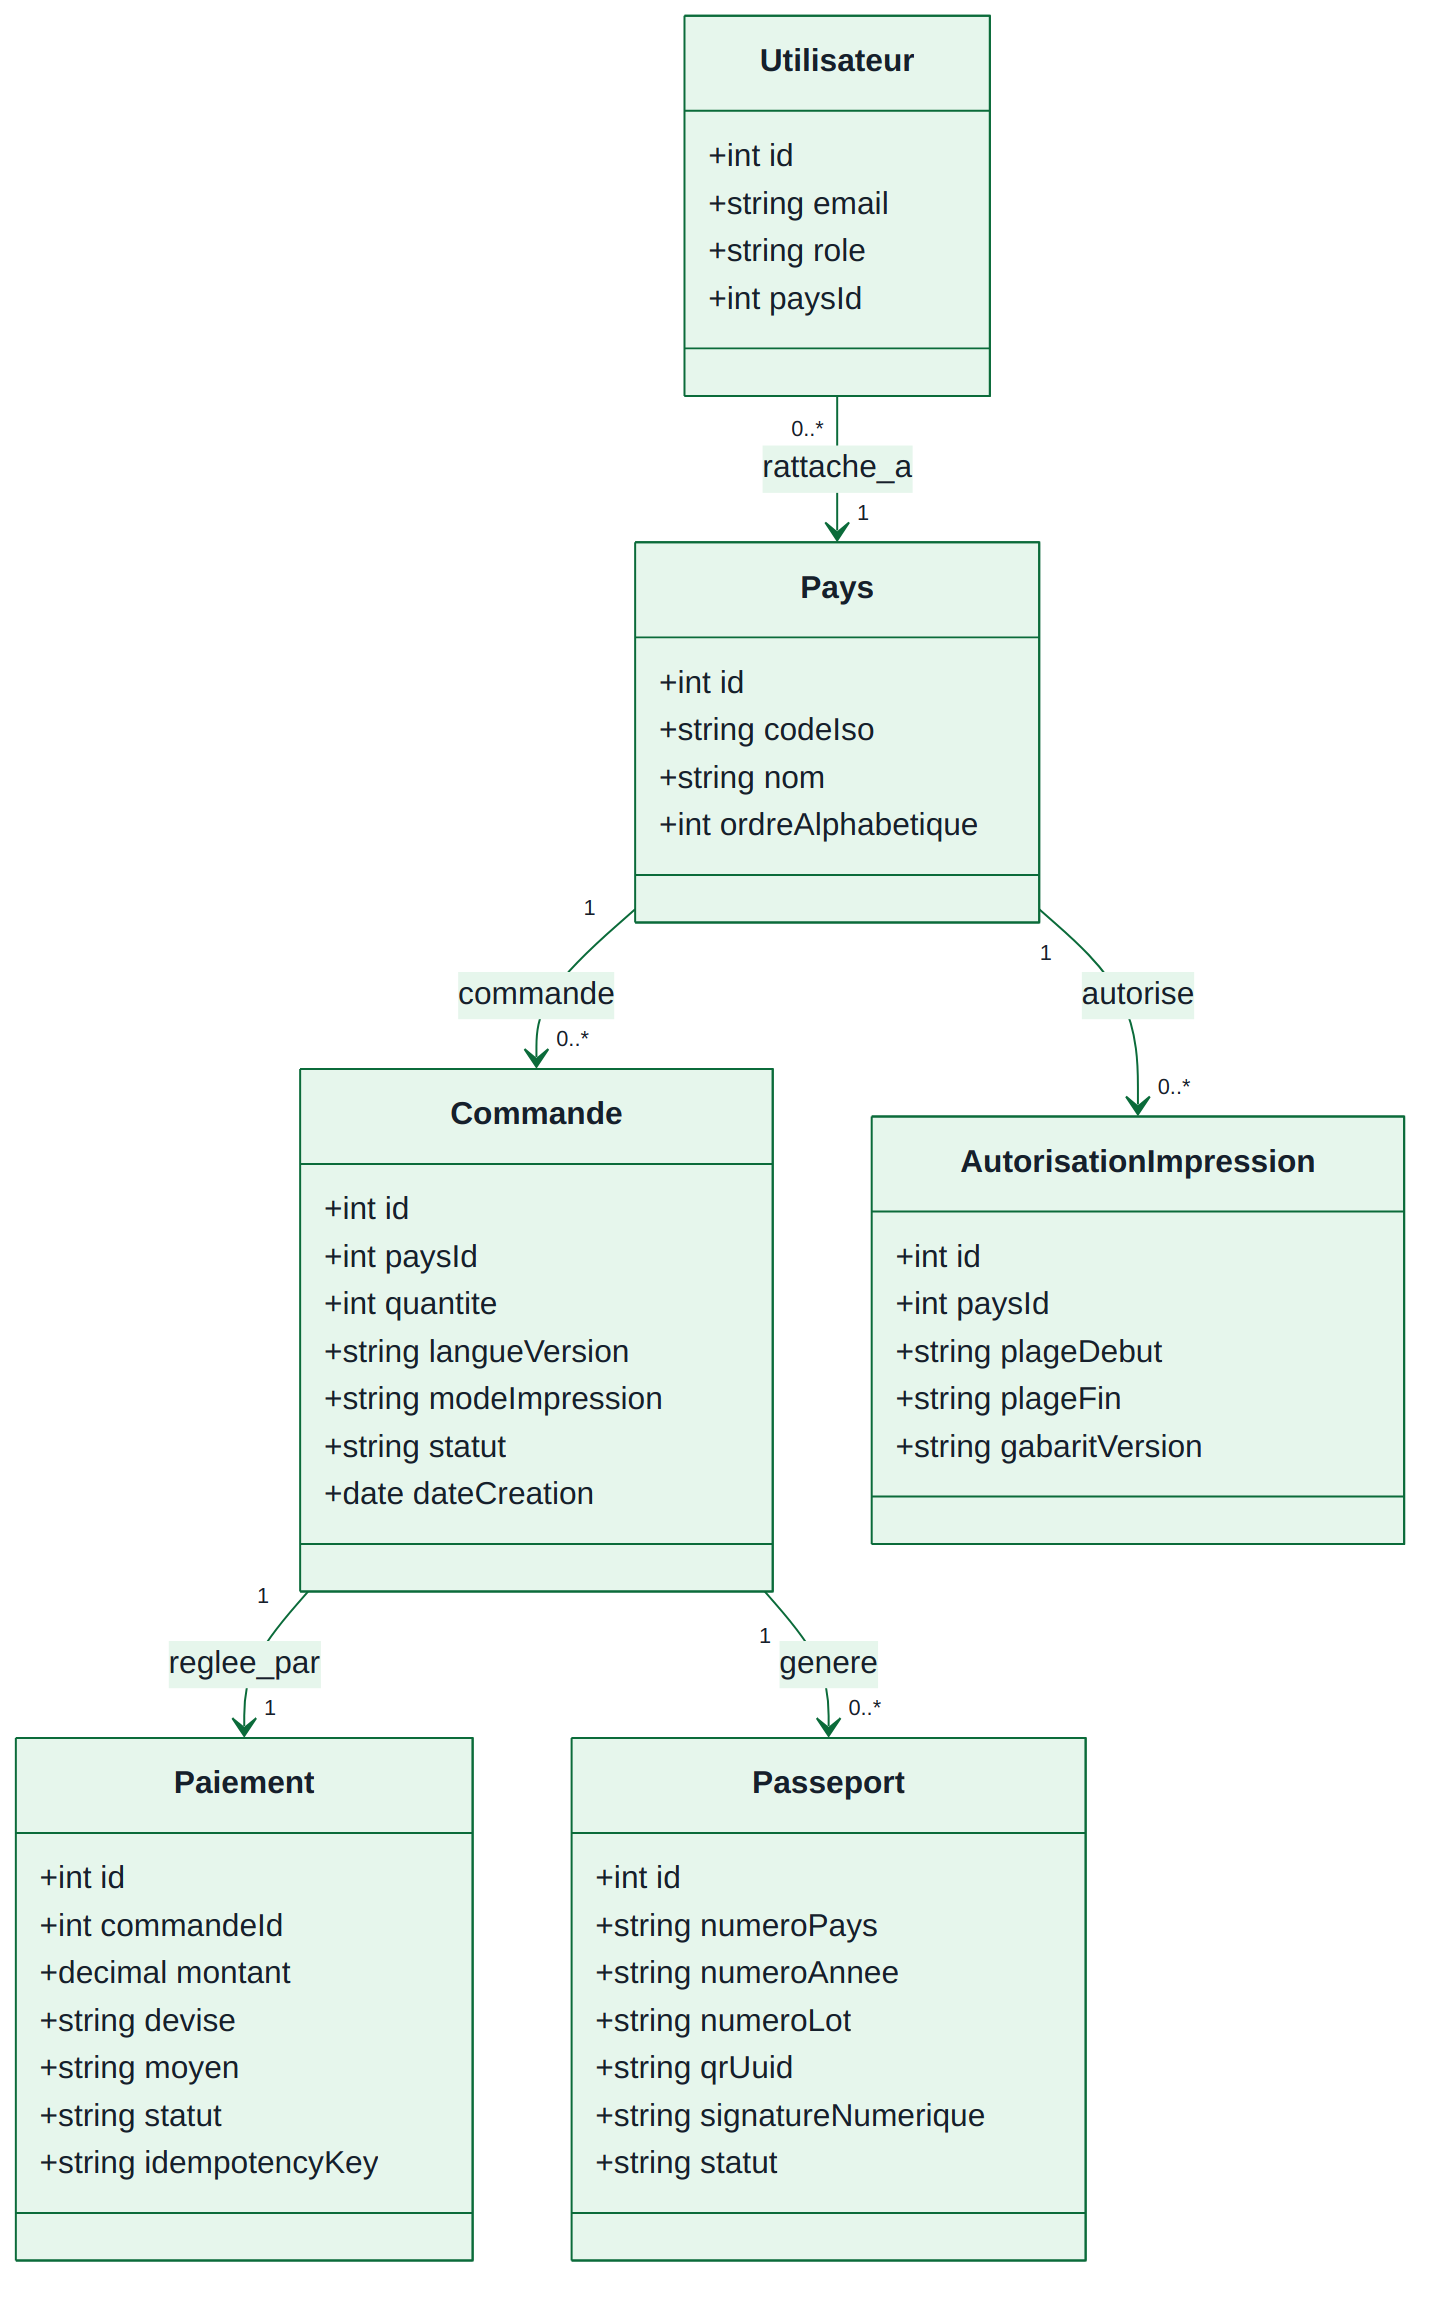 Utilisateur
+int id
+string email
+string role
+int paysId
0..*
rattache_a
1
Pays
+int id
+string codeIso
+string nom
+int ordreAlphabetique
1
commande
0..*
1
autorise
0..*
Commande
+int id
+int paysId
+int quantite
+string langueVersion
+string modeImpression
+string statut
+date dateCreation
AutorisationImpression
+int id
+int paysId
+string plageDebut
+string plageFin
+string gabaritVersion
1
reglee_par
1
1
genere
0..*
Paiement
+int id
+int commandeId
+decimal montant
+string devise
+string moyen
+string statut
+string idempotencyKey
Passeport
+int id
+string numeroPays
+string numeroAnnee
+string numeroLot
+string qrUuid
+string signatureNumerique
+string statut